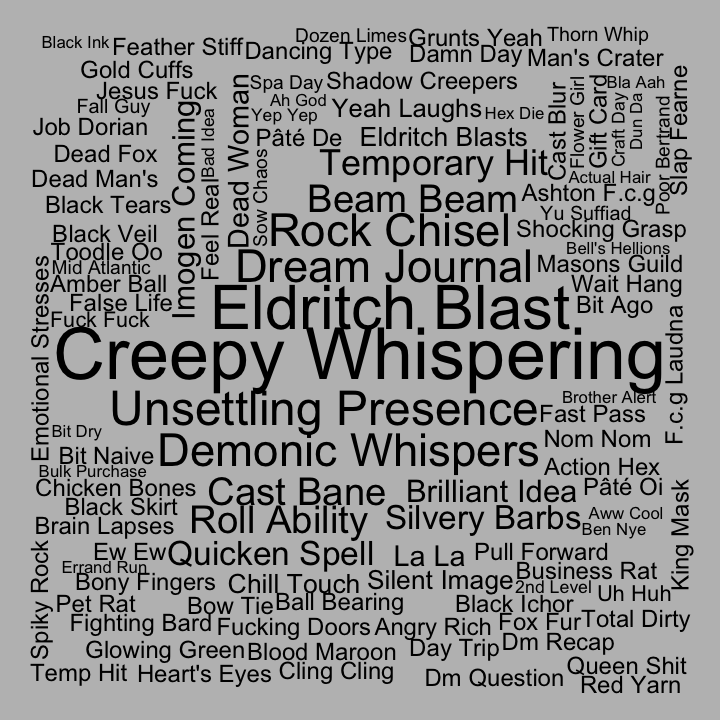 Black Ink
Feather Stiff
Dancing Type
Dozen Limes
Grunts Yeah
Thorn Whip
Damn Day
Man's Crater
Gold Cuffs
Jesus Fuck
Spa Day
Shadow Creepers
Bla Aah
Fall Guy
Imogen Coming
Bad Idea
Dead Woman
Ah God
Yep Yep
Yeah Laughs
Hex Die
Cast Blur
Flower Girl
Gift Card
Craft Day
Dun Da
Poor Bertrand
Slap Fearne
Job Dorian
Pâté De
Eldritch Blasts
Dead Fox
Feel Real
Sow Chaos
Temporary Hit
Actual Hair
Dead Man's
Beam Beam
Ashton F.c.g
Black Tears
Yu Suffiad
Rock Chisel
Shocking Grasp
Black Veil
Bell's Hellions
Toodle Oo
Mid Atlantic
Dream Journal
Masons Guild
Amber Ball
Wait Hang
False Life
Eldritch Blast
Bit Ago
Fuck Fuck
Emotional Stresses
Creepy Whispering
F.c.g Laudna
Brother Alert
Unsettling Presence
Fast Pass
Bit Dry
Nom Nom
Bit Naive
Demonic Whispers
Action Hex
Bulk Purchase
Chicken Bones
Cast Bane
Brilliant Idea
Pâté Oi
Black Skirt
Aww Cool
Brain Lapses
Roll Ability
Silvery Barbs
Ben Nye
King Mask
Spiky Rock
Ew Ew
Quicken Spell
La La
Pull Forward
Errand Run
Business Rat
Bony Fingers
Chill Touch
Silent Image
2nd Level
Uh Huh
Pet Rat
Bow Tie
Ball Bearing
Black Ichor
Fighting Bard
Fucking Doors
Angry Rich
Fox Fur
Total Dirty
Glowing Green
Blood Maroon
Day Trip
Dm Recap
Temp Hit
Heart's Eyes
Cling Cling
Dm Question
Queen Shit
Red Yarn